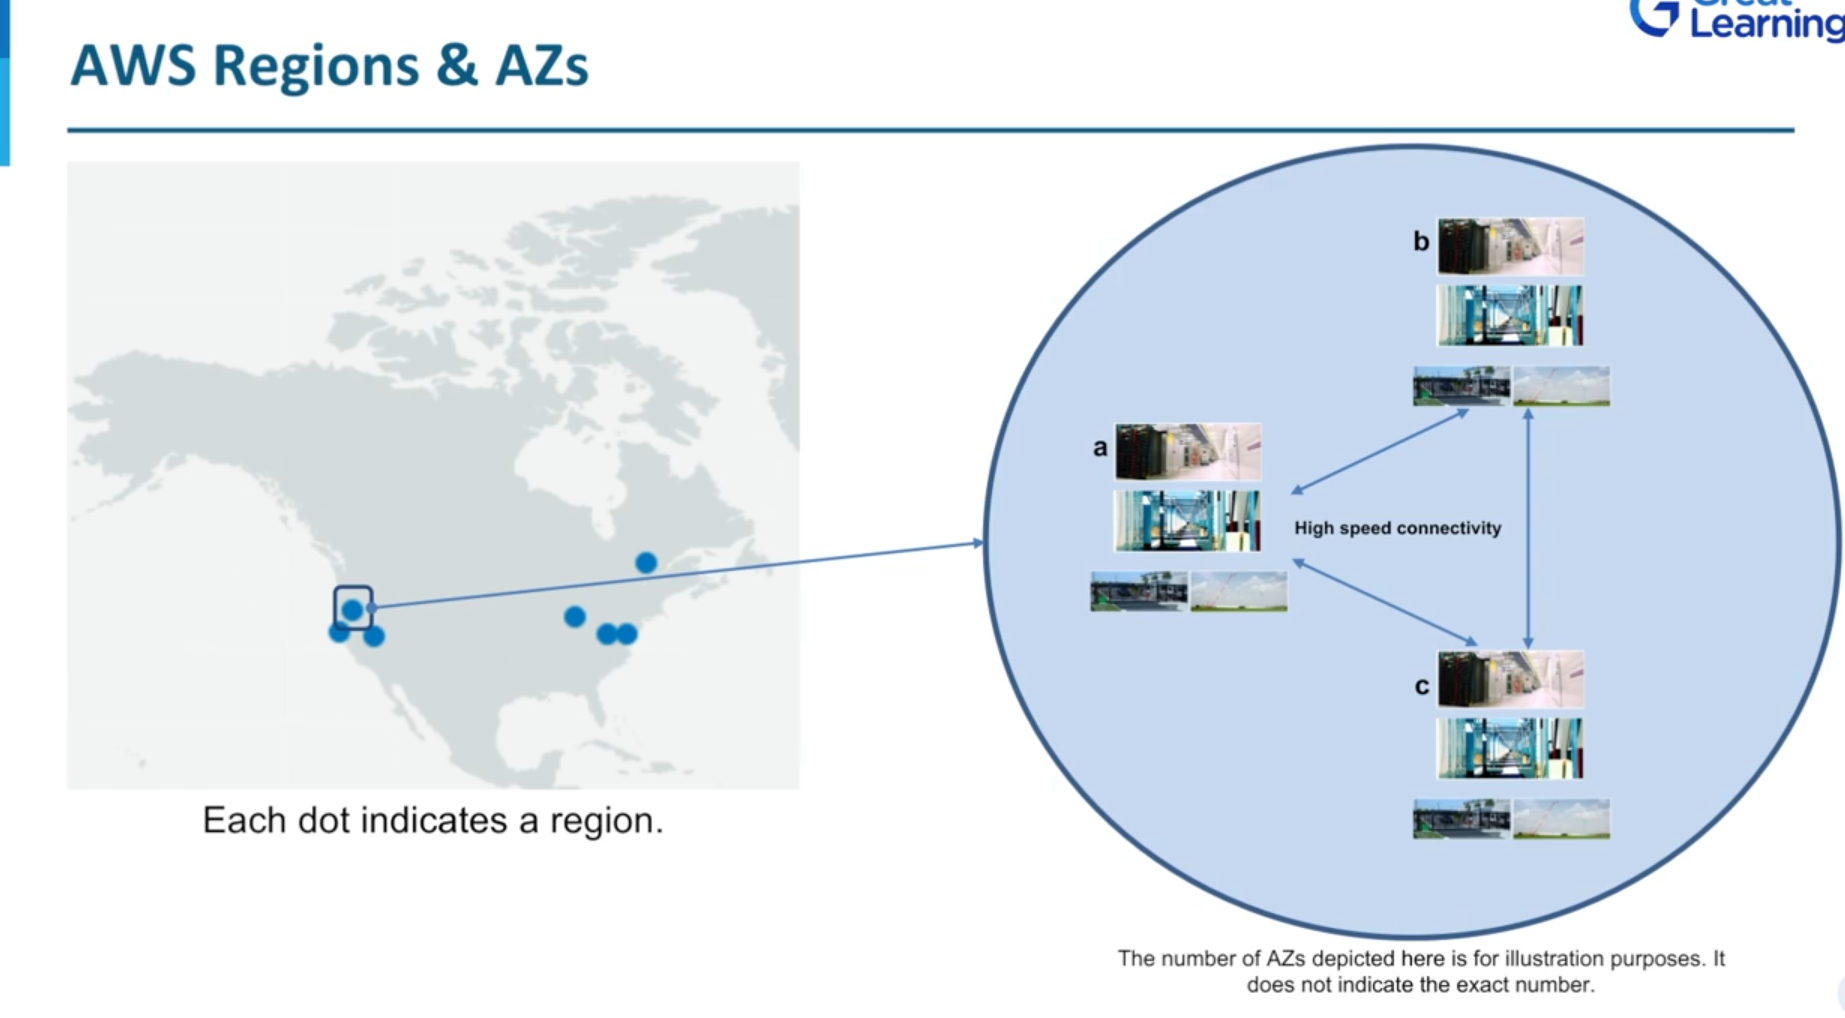 Great
Learning
AWS Regions & AZs
b
a
High speed connectivity
c
Each dot indicates a region.
The number of AZs depicted here is for illustration purposes. It
does not indicate the exact number.